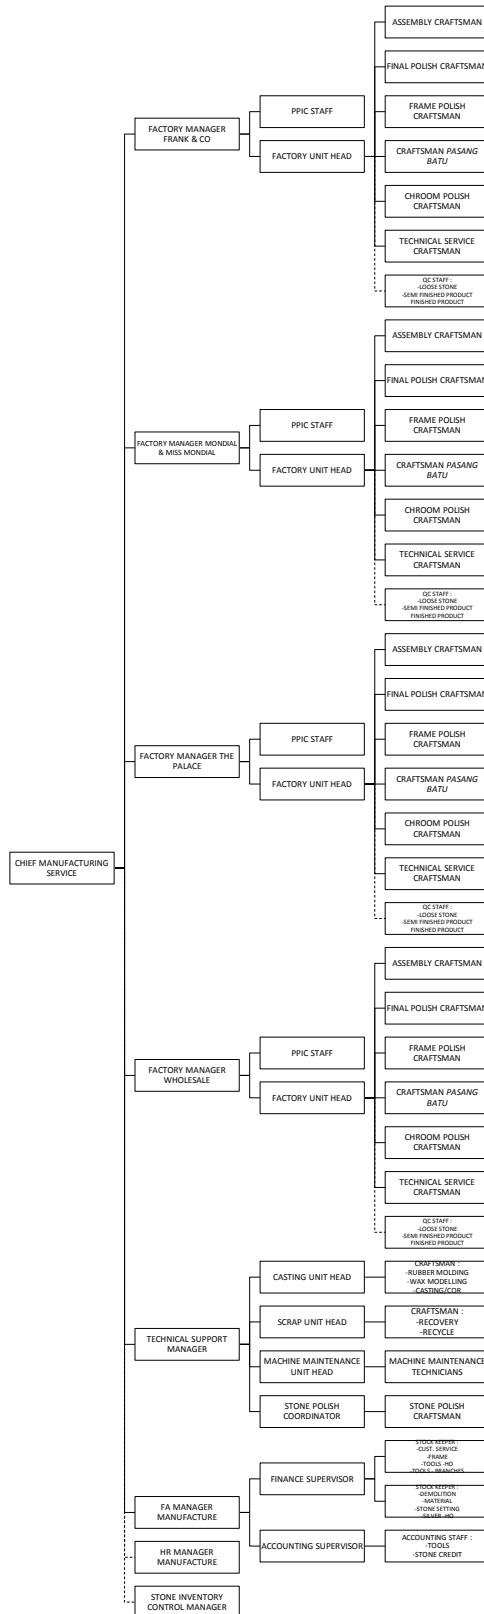 ASSEMBLY CRAFTSMAN
FINAL POLISH CRAFTSMAN
FRAME POLISH
CRAFTSMAN
PPIC STAFF
FACTORY MANAGER
FRANK & CO
FACTORY UNIT HEAD
CRAFTSMAN PASANG
BATU
CHROOM POLISH
CRAFTSMAN
TECHNICAL SERVICE
CRAFTSMAN
QC STAFF :
-LOOSE STONE
-SEMI FINISHED PRODUCT
FINISHED PRODUCT
ASSEMBLY CRAFTSMAN
FINAL POLISH CRAFTSMAN
FRAME POLISH
CRAFTSMAN
PPIC STAFF
FACTORY MANAGER MONDIAL
& MISS MONDIAL
FACTORY UNIT HEAD
CRAFTSMAN PASANG
BATU
CHROOM POLISH
CRAFTSMAN
TECHNICAL SERVICE
CRAFTSMAN
QC STAFF :
-LOOSE STONE
-SEMI FINISHED PRODUCT
FINISHED PRODUCT
ASSEMBLY CRAFTSMAN
FINAL POLISH CRAFTSMAN
FRAME POLISH
CRAFTSMAN
PPIC STAFF
FACTORY MANAGER THE
PALACE
FACTORY UNIT HEAD
CRAFTSMAN PASANG
BATU
CHROOM POLISH
CRAFTSMAN
CHIEF MANUFACTURING
SERVICE
TECHNICAL SERVICE
CRAFTSMAN
QC STAFF :
-LOOSE STONE
-SEMI FINISHED PRODUCT
FINISHED PRODUCT
ASSEMBLY CRAFTSMAN
FINAL POLISH CRAFTSMAN
FRAME POLISH
CRAFTSMAN
PPIC STAFF
FACTORY MANAGER
WHOLESALE
FACTORY UNIT HEAD
CRAFTSMAN PASANG
BATU
CHROOM POLISH
CRAFTSMAN
TECHNICAL SERVICE
CRAFTSMAN
QC STAFF :
-LOOSE STONE
-SEMI FINISHED PRODUCT
FINISHED PRODUCT
CASTING UNIT HEAD
CRAFTSMAN :
-RUBBER MOLDING
-WAX MODELLING
-CASTING/COR
SCRAP UNIT HEAD
CRAFTSMAN :
-RECOVERY
-RECYCLE
TECHNICAL SUPPORT
MANAGER
MACHINE MAINTENANCE
UNIT HEAD
MACHINE MAINTENANCE
TECHNICIANS
STONE POLISH
COORDINATOR
STONE POLISH
CRAFTSMAN
STOCK KEEPER :
-CUST. SERVICE
-FRAME
-TOOLS -HO
-TOOLS - BRANCHES
FINANCE SUPERVISOR
STOCK KEEPER :
-DEMOLITION
-MATERIAL
-STONE SETTING
-SILVER -HO
FA MANAGER
MANUFACTURE
ACCOUNTING SUPERVISOR
ACCOUNTING STAFF :
-TOOLS
-STONE CREDIT
HR MANAGER
MANUFACTURE
STONE INVENTORY
CONTROL MANAGER